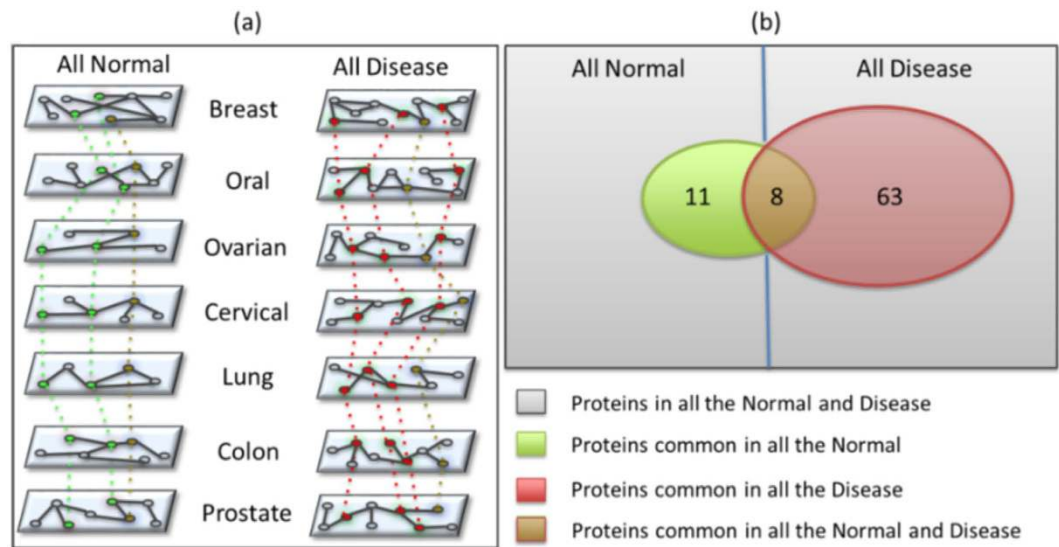 (a)
All Normal
All Disease
Breast
Oral
Ovarian
Cervical
Lung
Colon
Prostate
(b)
All Normal
All Disease
11
8
63
Proteins in all the Normal and Disease
Proteins common in all the Normal
Proteins common in all the Disease
Proteins common in all the Normal and Disease